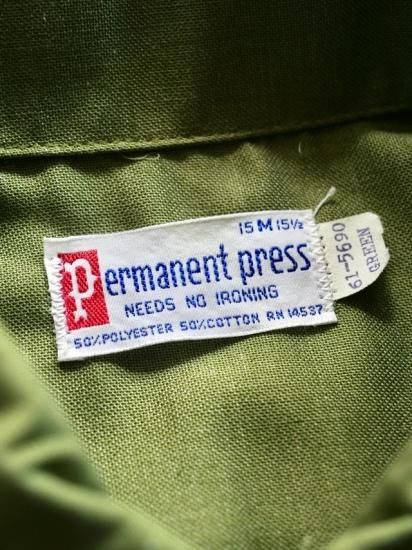 15 M 15½
Permanent press
NEEDS NO IRONING
50%POLYESTER 50%COTTON RN 14537
61-5690
GREEN